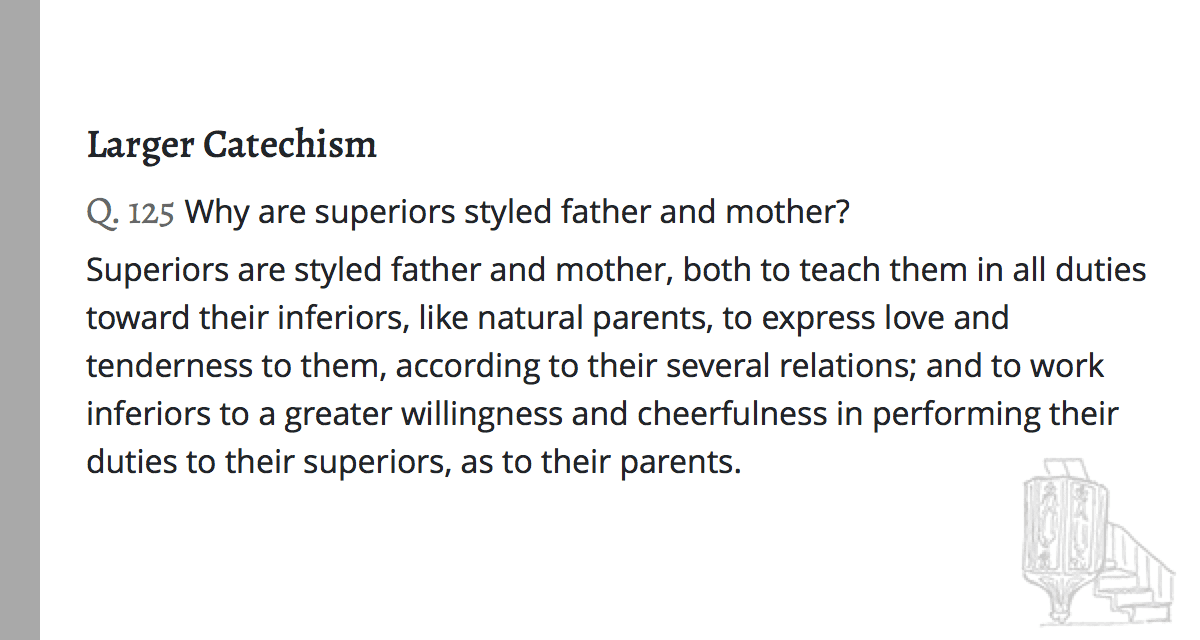 Larger Catechism
Q. 125 Why are superiors styled father and mother?
Superiors are styled father and mother, both to teach them in all duties
toward their inferiors, like natural parents, to express love and
tenderness to them, according to their several relations; and to work
inferiors to a greater willingness and cheerfulness in performing their
duties to their superiors, as to their parents.